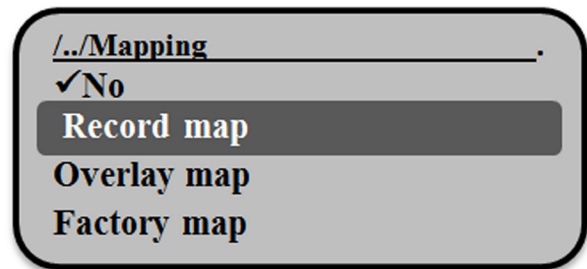 /../Mapping .
✓No
Record map
Overlay map
Factory map